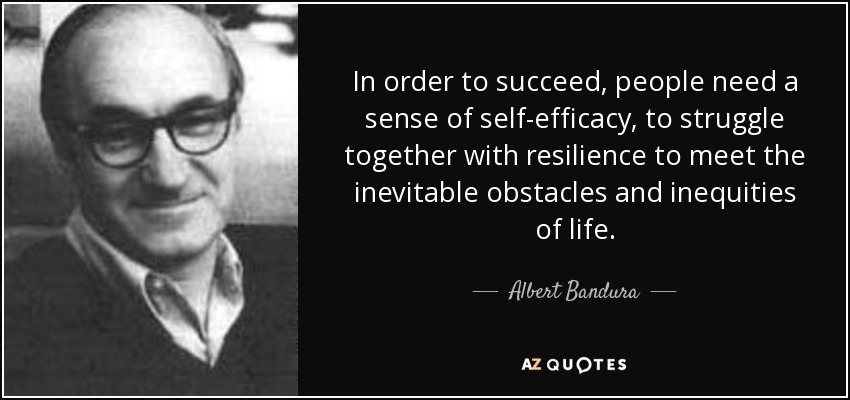 In order to succeed, people need a
sense of self-efficacy, to struggle
together with resilience to meet the
inevitable obstacles and inequities
of life.
Albert Bandura
AZ QUOTES